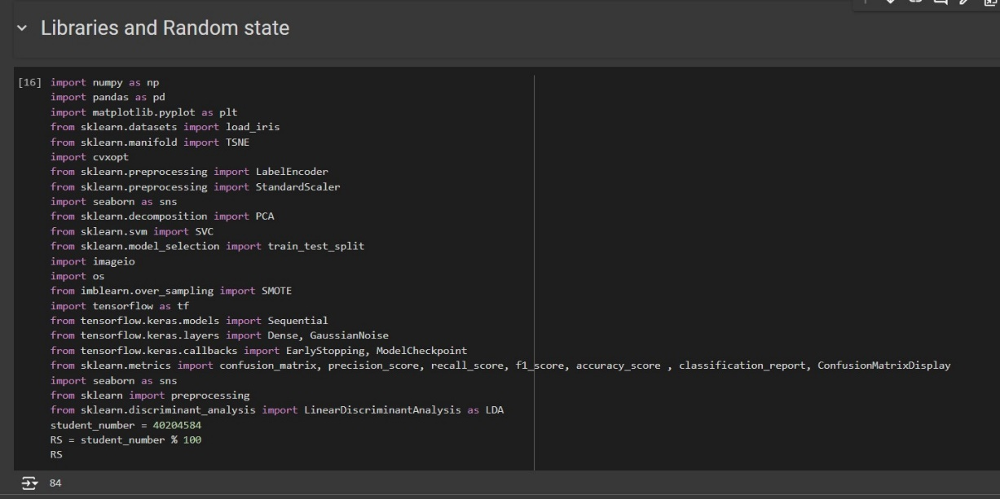 Libraries and Random state
[16] import numpy as np
import pandas as pd
import matplotlib.pyplot as plt
from sklearn.datasets import load_iris
from sklearn.manifold import TSNE
import cvxopt
from sklearn.preprocessing import LabelEncoder
from sklearn.preprocessing import StandardScaler
import seaborn as sns
from sklearn.decomposition import PCA
from sklearn.svm import SVC
from sklearn.model_selection import train_test_split
import imageio
import os
from imblearn.over_sampling import SMOTE
import tensorflow as tf
from tensorflow.keras.models import Sequential
from tensorflow.keras.layers import Dense, GaussianNoise
from tensorflow.keras.callbacks import EarlyStopping, ModelCheckpoint
from sklearn.metrics import confusion_matrix, precision_score, recall_score, f1_score, accuracy_score , classification_report, ConfusionMatrixDisplay
import seaborn as sns
from sklearn import preprocessing
from sklearn.discriminant_analysis import LinearDiscriminantAnalysis as LDA
student_number = 40204584
RS = student_number % 100
RS
84